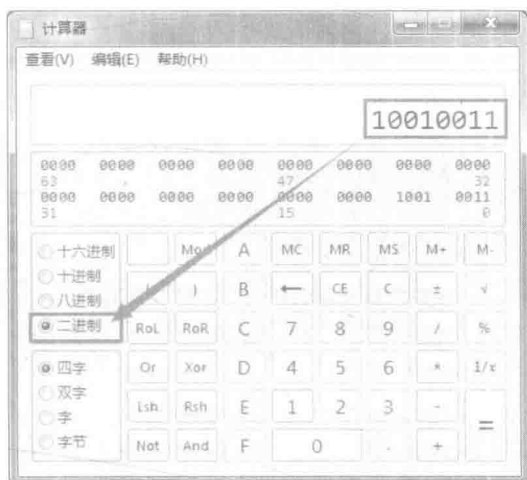 计算器
查看(V) 编辑(E) 帮助(H)
10010011
0000 0000 0000 0000 0000 0000 0000 0000
63 47 32
0000 0000 0000 0000 0000 0000 1001 0011
31 15 0
十六进制 Mod A MC MR MS M+ M-
十进制 ( ) B ← CE C ± √
八进制
二进制 RoL RoR C 7 8 9 / %
四字 Or Xor D 4 5 6 * 1/x
双字
字 Lsh Rsh E 1 2 3 - =
字节 Not And F 0 . +